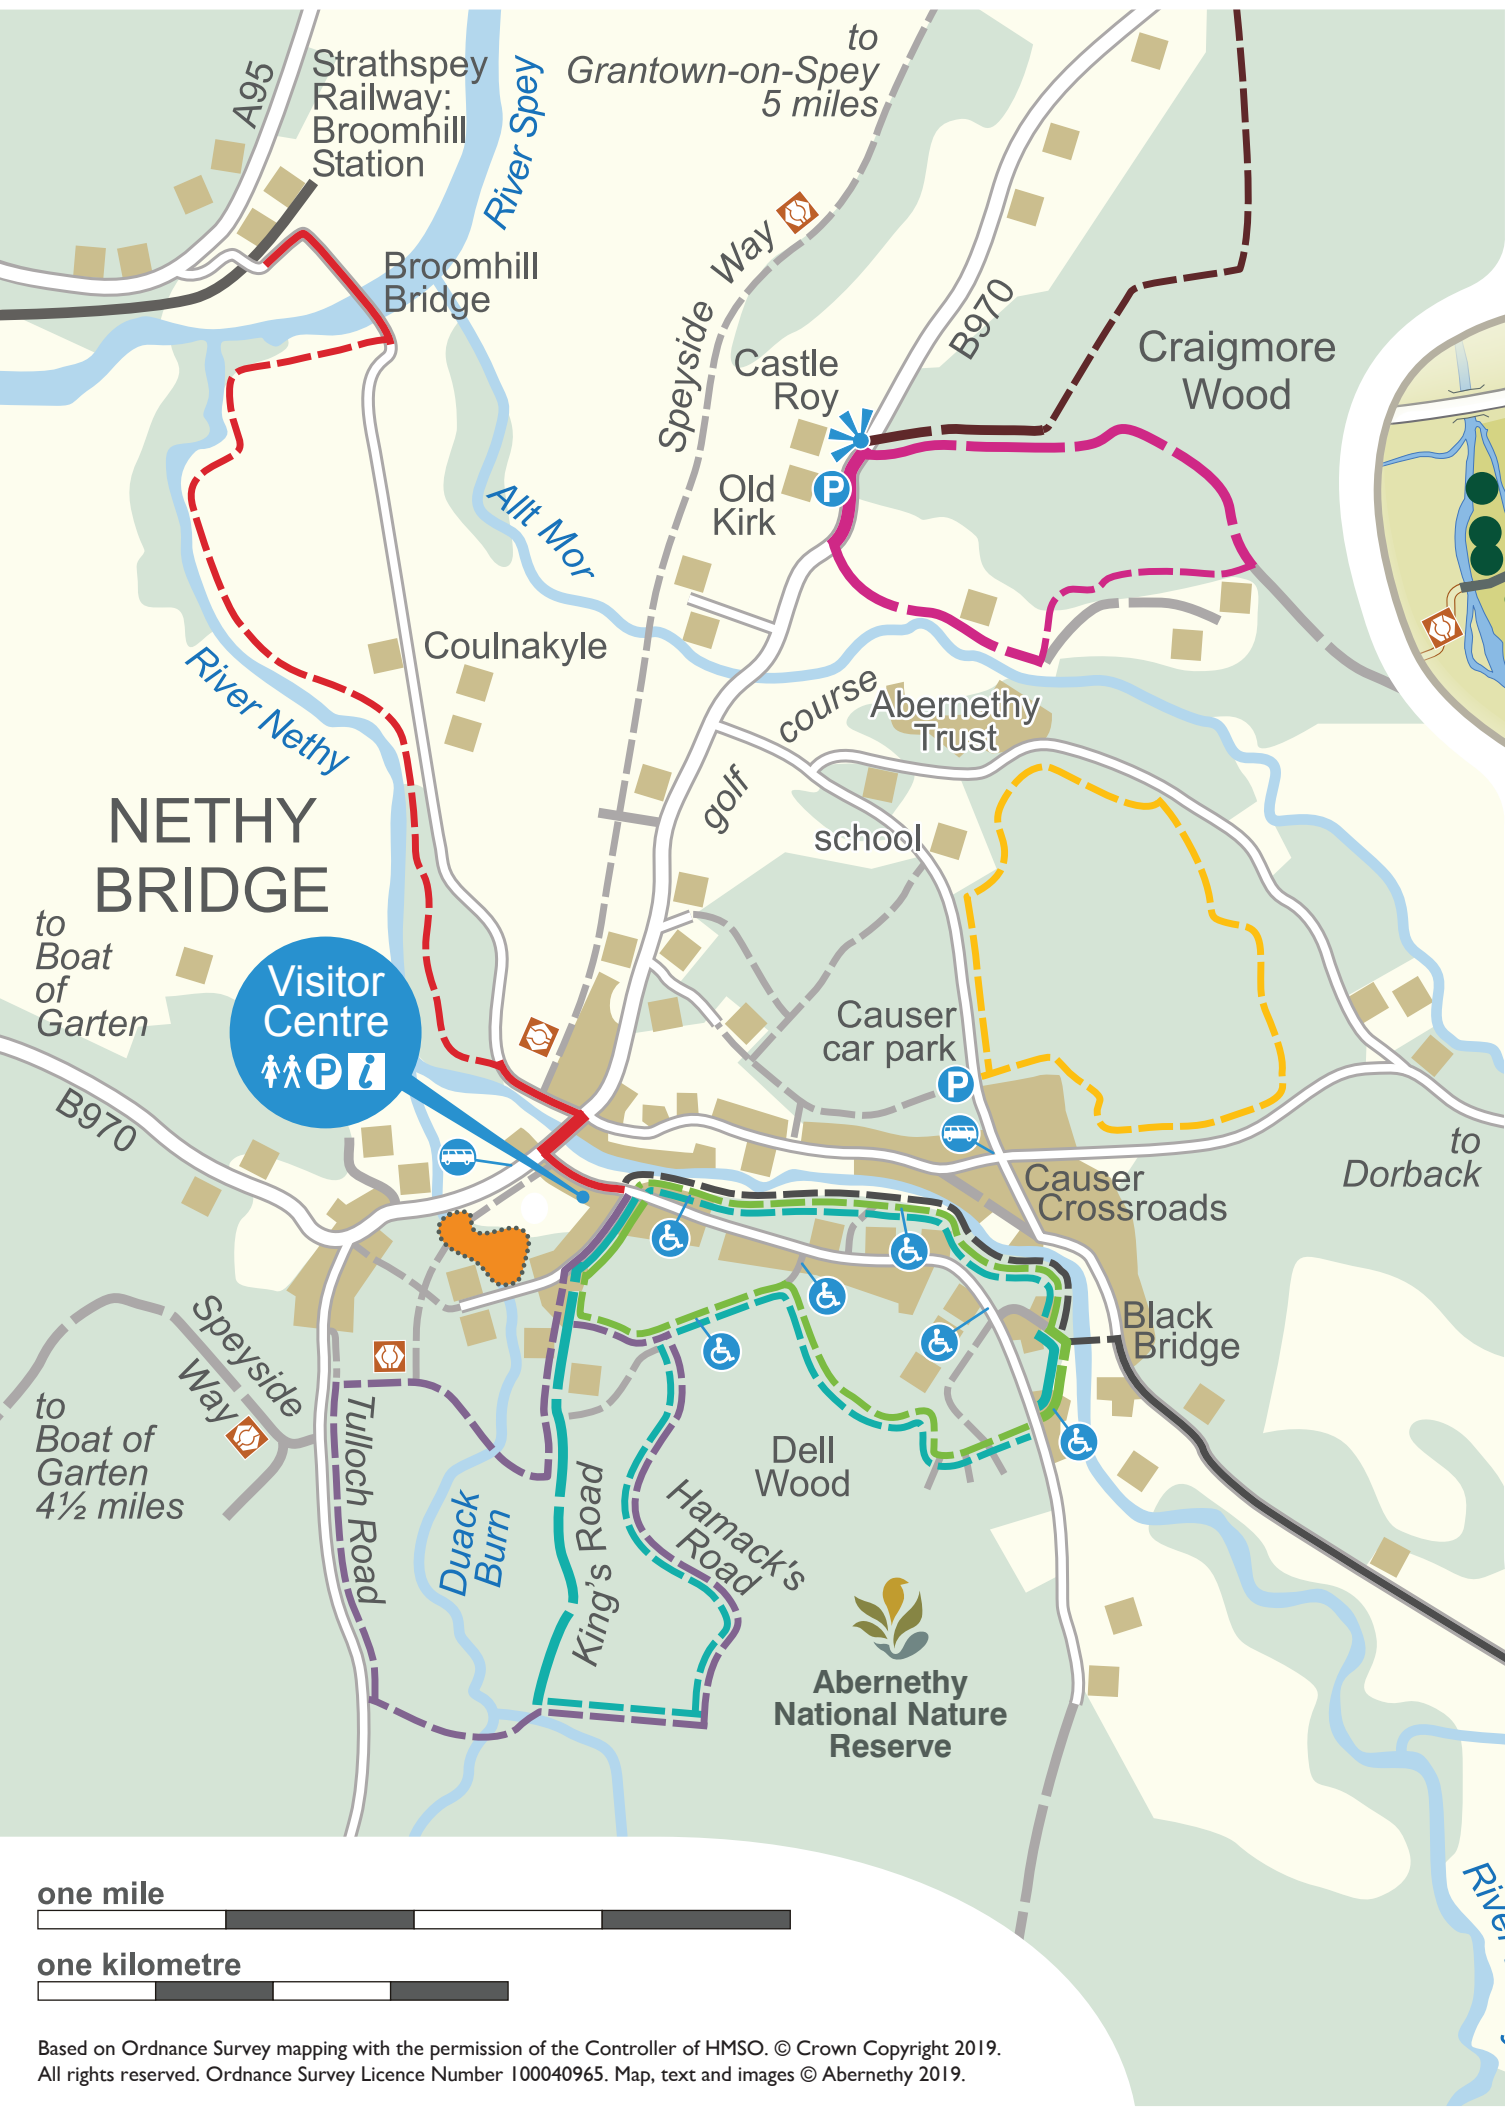 to
Grantown-on-Spey
5 miles
A95
Strathspey
Railway:
Broomhill
Station
River Spey
Broomhill
Bridge
Speyside Way
B970
Castle
Roy
Craigmore
Wood
Old
Kirk
P
Allt Mor
Coulnakyle
River Nethy
golf course
Abernethy
Trust
NETHY
BRIDGE
school
to
Boat
of
Garten
Visitor
Centre
P i
Causer
car park
P
B970
to
Dorback
Causer
Crossroads
Speyside
Way
Black
Bridge
to
Boat of
Garten
4½ miles
Tulloch Road
Duack
Burn
King's Road
Hamack's
Road
Dell
Wood
Abernethy
National Nature
Reserve
River
one mile
one kilometre
Based on Ordnance Survey mapping with the permission of the Controller of HMSO. © Crown Copyright 2019.
All rights reserved. Ordnance Survey Licence Number 100040965. Map, text and images © Abernethy 2019.